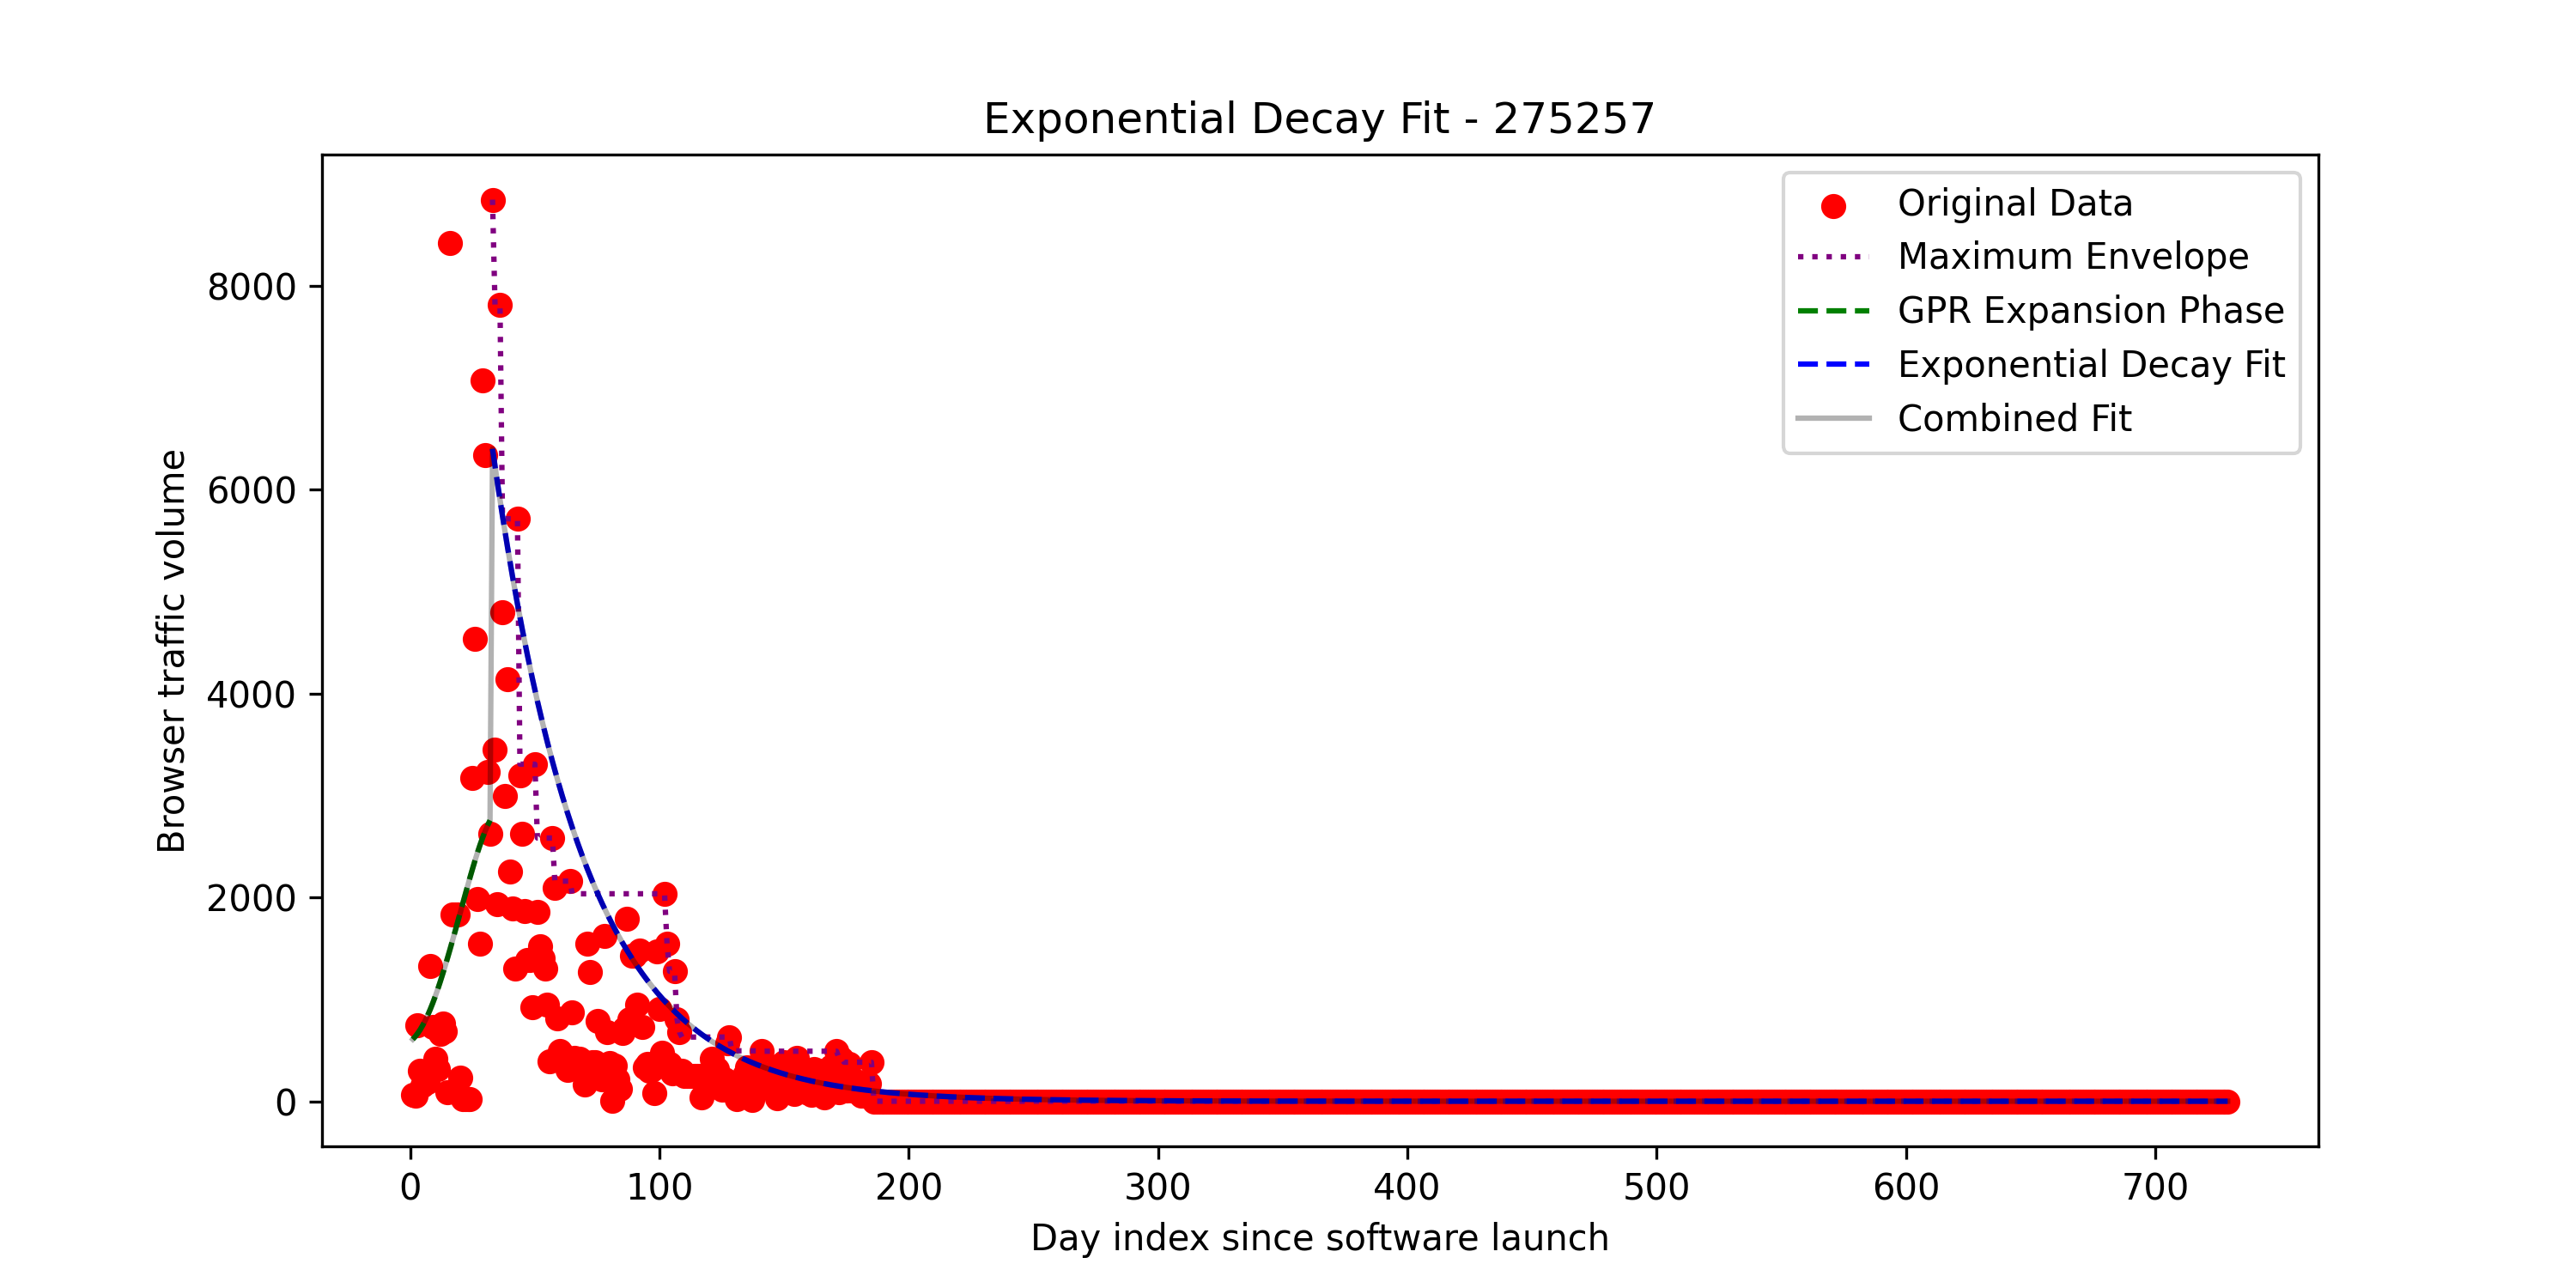 Exponential Decay Fit - 275257
Original Data
Maximum Envelope
GPR Expansion Phase
Exponential Decay Fit
Combined Fit
Browser traffic volume
8000
6000
4000
2000
0
0 100 200 300 400 500 600 700
Day index since software launch